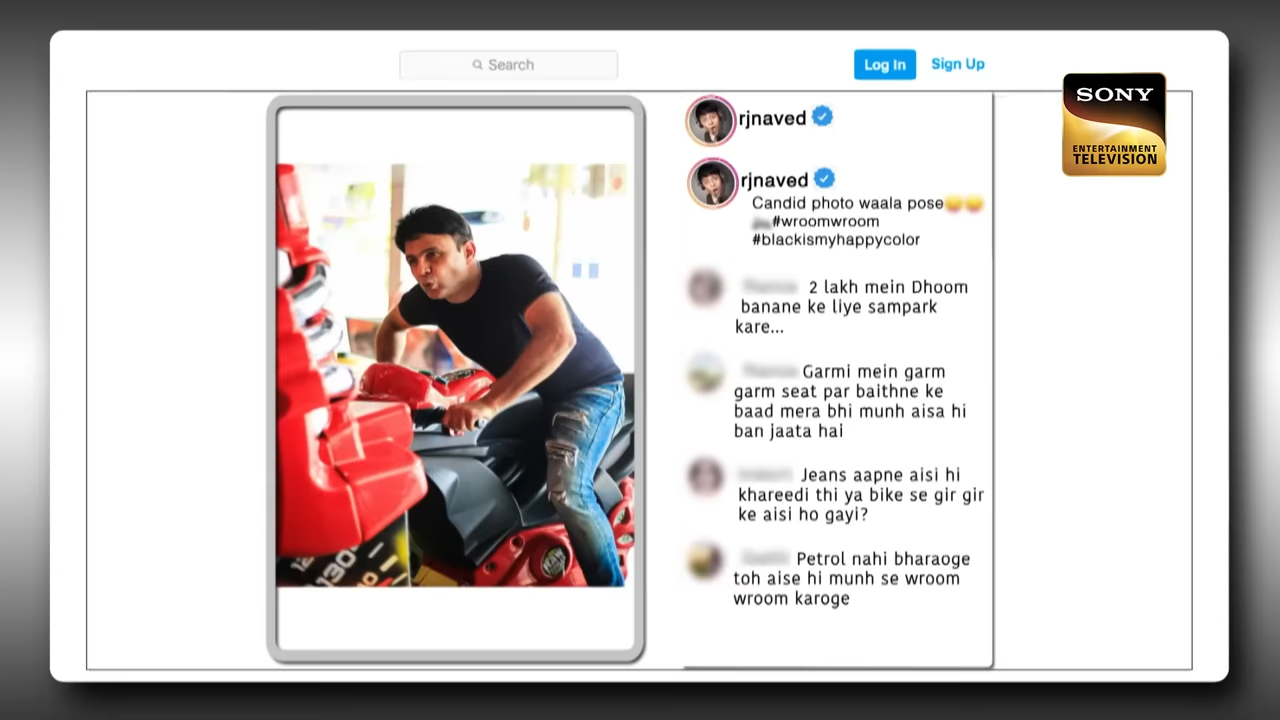 Search
Log In
Sign Up
SONY
ENTERTAINMENT
TELEVISION
rjnaved
rjnaved
Candid photo waala pose
#wroomwroom
#blackismyhappycolor
2 lakh mein Dhoom
banane ke liye sampark
kare...
Garmi mein garm
garm seat par baithne ke
baad mera bhi munh aisa hi
ban jaata hai
Jeans aapne aisi hi
khareedi thi ya bike se gir gir
ke aisi ho gayi?
Petrol nahi bharaoge
toh aise hi munh se wroom
wroom karoge
130